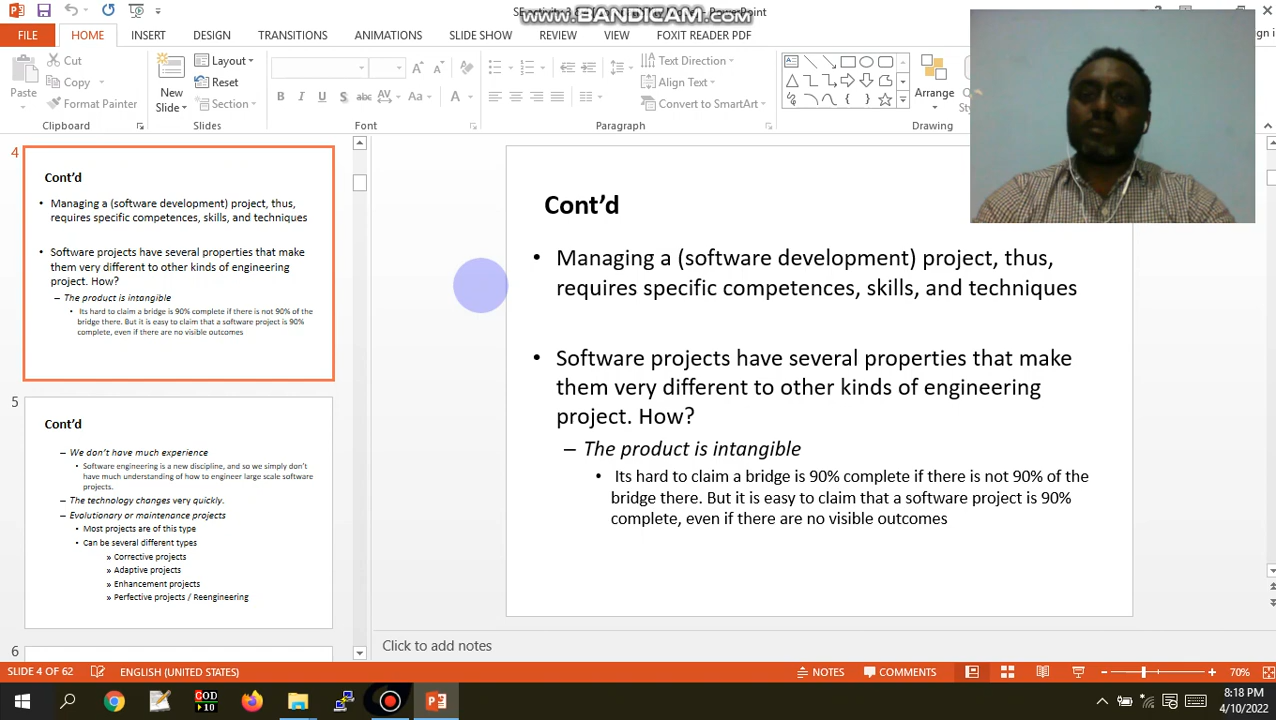 www.BANDICAM.com
PowerPoint
FILE
HOME
INSERT
DESIGN
TRANSITIONS
ANIMATIONS
SLIDE SHOW
REVIEW
VIEW
FOXIT READER PDF
Paste
Cut
Copy
Format Painter
Clipboard
New
Slide
Layout
Reset
Section
Slides
B I U S abc AV Aa A
Font
Text Direction
Align Text
Convert to SmartArt
Paragraph
Arrange
Drawing
4
Cont’d
• Managing a (software development) project, thus,
requires specific competences, skills, and techniques
• Software projects have several properties that make
them very different to other kinds of engineering
project. How?
– The product is intangible
• Its hard to claim a bridge is 90% complete if there is not 90% of the
bridge there. But it is easy to claim that a software project is 90%
complete, even if there are no visible outcomes
5
Cont’d
– We don’t have much experience
• Software engineering is a new discipline, and so we simply don’t
have much understanding of how to engineer large scale software
projects.
– The technology changes very quickly.
– Evolutionary or maintenance projects
• Most projects are of this type
• Can be several different types
» Corrective projects
» Adaptive projects
» Enhancement projects
» Perfective projects / Reengineering
6
Cont’d
• Managing a (software development) project, thus,
requires specific competences, skills, and techniques
• Software projects have several properties that make
them very different to other kinds of engineering
project. How?
– The product is intangible
• Its hard to claim a bridge is 90% complete if there is not 90% of the
bridge there. But it is easy to claim that a software project is 90%
complete, even if there are no visible outcomes
Click to add notes
SLIDE 4 OF 62
ENGLISH (UNITED STATES)
NOTES
COMMENTS
70%
COD
10
8:18 PM
4/10/2022